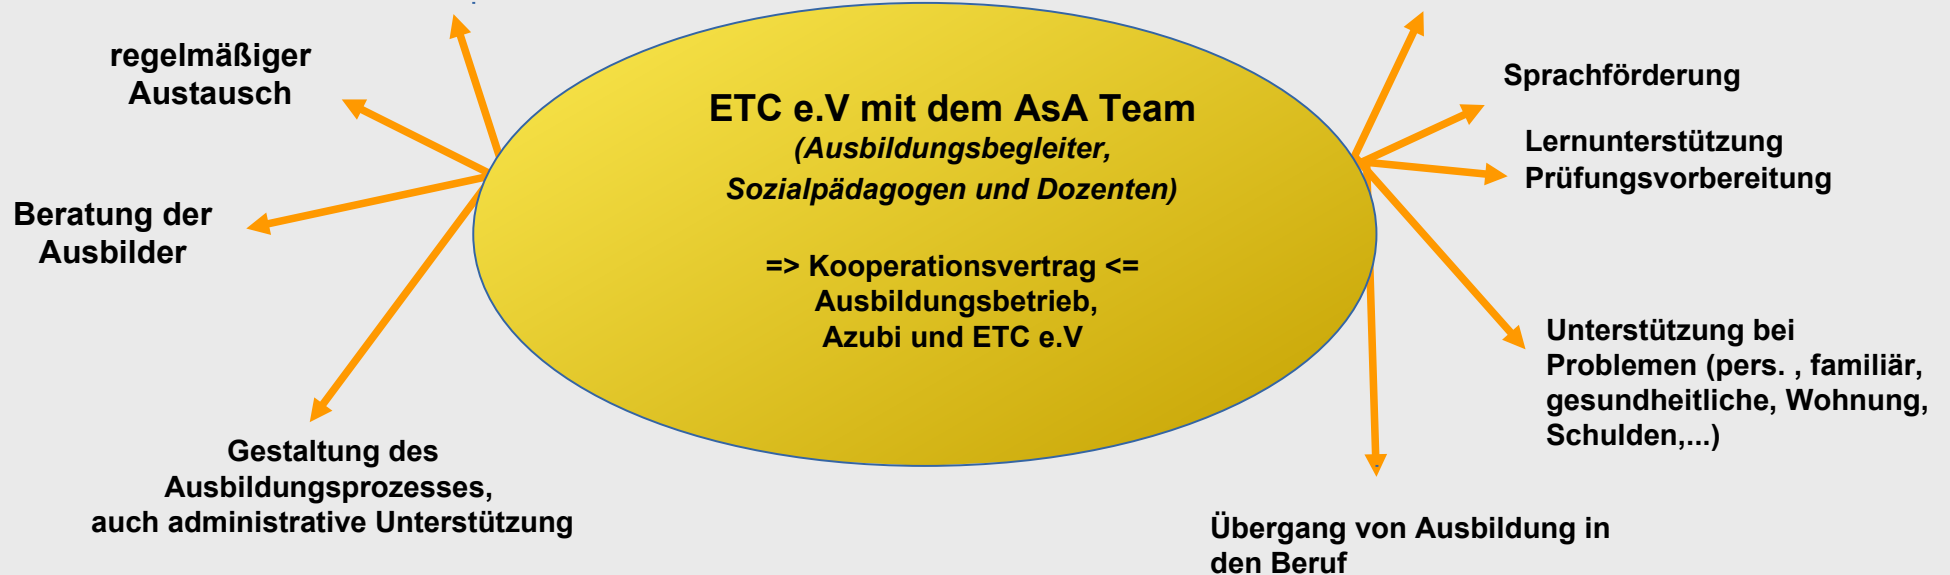 regelmäßiger
Austausch
Beratung der
Ausbilder
Gestaltung des
Ausbildungsprozesses,
auch administrative Unterstützung
ETC e.V mit dem AsA Team
(Ausbildungsbegleiter,
Sozialpädagogen und Dozenten)
=> Kooperationsvertrag <=
Ausbildungsbetrieb,
Azubi und ETC e.V
Sprachförderung
Lernunterstützung
Prüfungsvorbereitung
Unterstützung bei
Problemen (pers. , familiär,
gesundheitliche, Wohnung,
Schulden,...)
Übergang von Ausbildung in
den Beruf